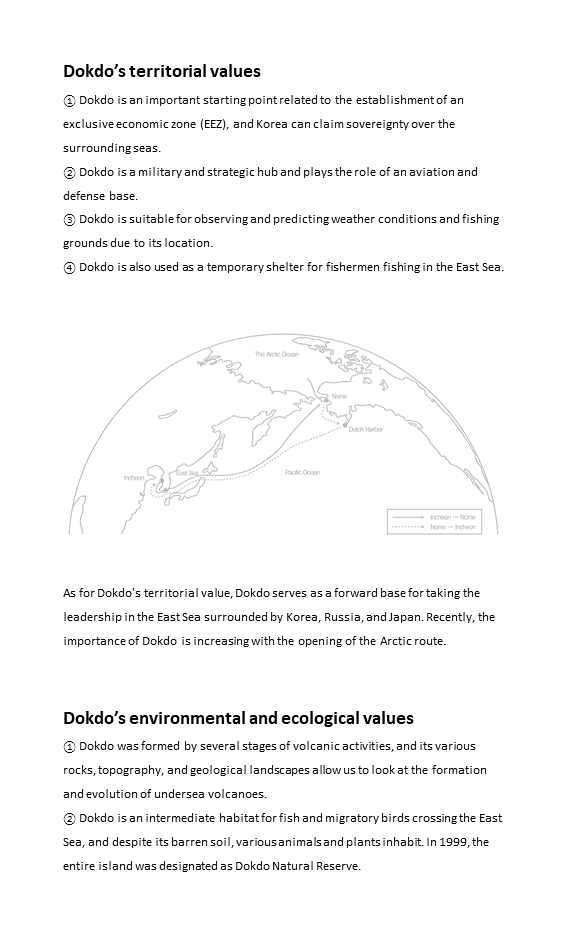 Dokdo's territorial values
① Dokdo is an important starting point related to the establishment of an
exclusive economic zone (EEZ), and Korea can claim sovereignty over the
surrounding seas.
② Dokdo is a military and strategic hub and plays the role of an aviation and
defense base.
③ Dokdo is suitable for observing and predicting weather conditions and fishing
grounds due to its location.
④ Dokdo is also used as a temporary shelter for fishermen fishing in the East Sea.
The Arctic Ocean
Nome
Dutch Harbor
Incheon
East Sea
Pacific Ocean
Incheon → Nome
Nome → Incheon
As for Dokdo's territorial value, Dokdo serves as a forward base for taking the
leadership in the East Sea surrounded by Korea, Russia, and Japan. Recently, the
importance of Dokdo is increasing with the opening of the Arctic route.
Dokdo's environmental and ecological values
① Dokdo was formed by several stages of volcanic activities, and its various
rocks, topography, and geological landscapes allow us to look at the formation
and evolution of undersea volcanoes.
② Dokdo is an intermediate habitat for fish and migratory birds crossing the East
Sea, and despite its barren soil, various animals and plants inhabit. In 1999, the
entire island was designated as Dokdo Natural Reserve.